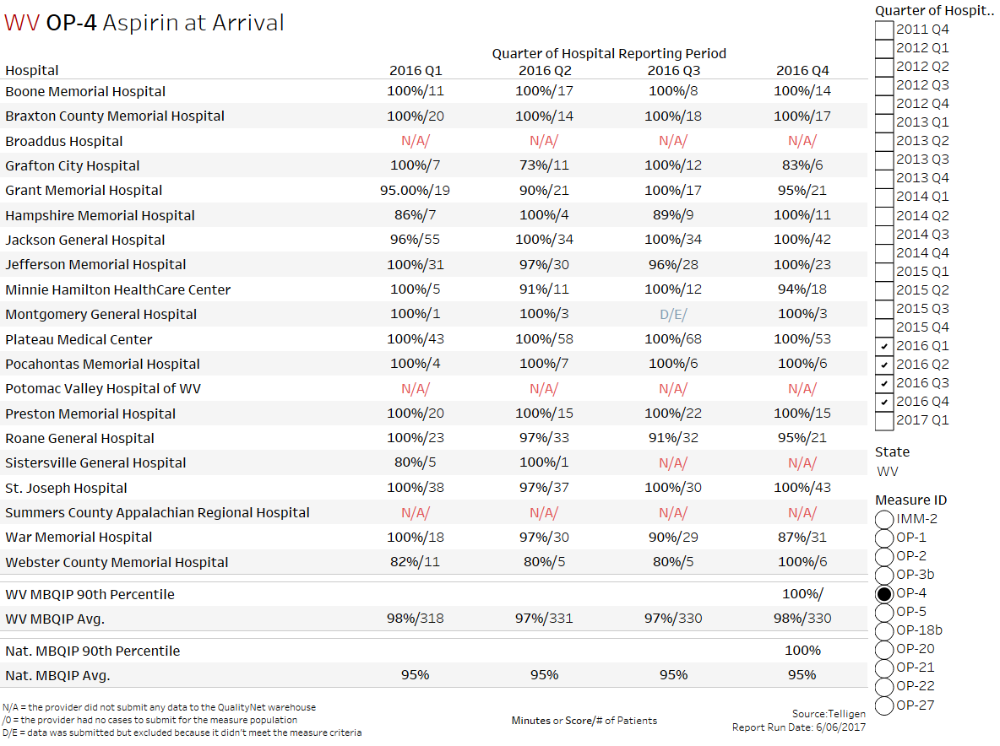 WV OP-4 Aspirin at Arrival
Quarter of Hospital Reporting Period
Hospital 2016 Q1 2016 Q2 2016 Q3 2016 Q4
Boone Memorial Hospital 100%/11 100%/17 100%/8 100%/14
Braxton County Memorial Hospital 100%/20 100%/14 100%/18 100%/17
Broaddus Hospital N/A/ N/A/ N/A/ N/A/
Grafton City Hospital 100%/7 73%/11 100%/12 83%/6
Grant Memorial Hospital 95.00%/19 90%/21 100%/17 95%/21
Hampshire Memorial Hospital 86%/7 100%/4 89%/9 100%/11
Jackson General Hospital 96%/55 100%/34 100%/34 100%/42
Jefferson Memorial Hospital 100%/31 97%/30 96%/28 100%/23
Minnie Hamilton HealthCare Center 100%/5 91%/11 100%/12 94%/18
Montgomery General Hospital 100%/1 100%/3 D/E/ 100%/3
Plateau Medical Center 100%/43 100%/58 100%/68 100%/53
Pocahontas Memorial Hospital 100%/4 100%/7 100%/6 100%/6
Potomac Valley Hospital of WV N/A/ N/A/ N/A/ N/A/
Preston Memorial Hospital 100%/20 100%/15 100%/22 100%/15
Roane General Hospital 100%/23 97%/33 91%/32 95%/21
Sistersville General Hospital 80%/5 100%/1 N/A/ N/A/
St. Joseph Hospital 100%/38 97%/37 100%/30 100%/43
Summers County Appalachian Regional Hospital N/A/ N/A/ N/A/ N/A/
War Memorial Hospital 100%/18 97%/30 90%/29 87%/31
Webster County Memorial Hospital 82%/11 80%/5 80%/5 100%/6
WV MBQIP 90th Percentile 100%/
WV MBQIP Avg. 98%/318 97%/331 97%/330 98%/330
Nat. MBQIP 90th Percentile 100%
Nat. MBQIP Avg. 95% 95% 95% 95%
N/A = the provider did not submit any data to the QualityNet warehouse
/0 = the provider had no cases to submit for the measure population
D/E = data was submitted but excluded because it didn't meet the measure criteria
Minutes or Score/# of Patients
Source:Telligen
Report Run Date: 6/06/2017
Quarter of Hospit..
2011 Q4
2012 Q1
2012 Q2
2012 Q3
2012 Q4
2013 Q1
2013 Q2
2013 Q3
2013 Q4
2014 Q1
2014 Q2
2014 Q3
2014 Q4
2015 Q1
2015 Q2
2015 Q3
2015 Q4
2016 Q1
2016 Q2
2016 Q3
2016 Q4
2017 Q1
State
WV
Measure ID
IMM-2
OP-1
OP-2
OP-3b
OP-4
OP-5
OP-18b
OP-20
OP-21
OP-22
OP-27